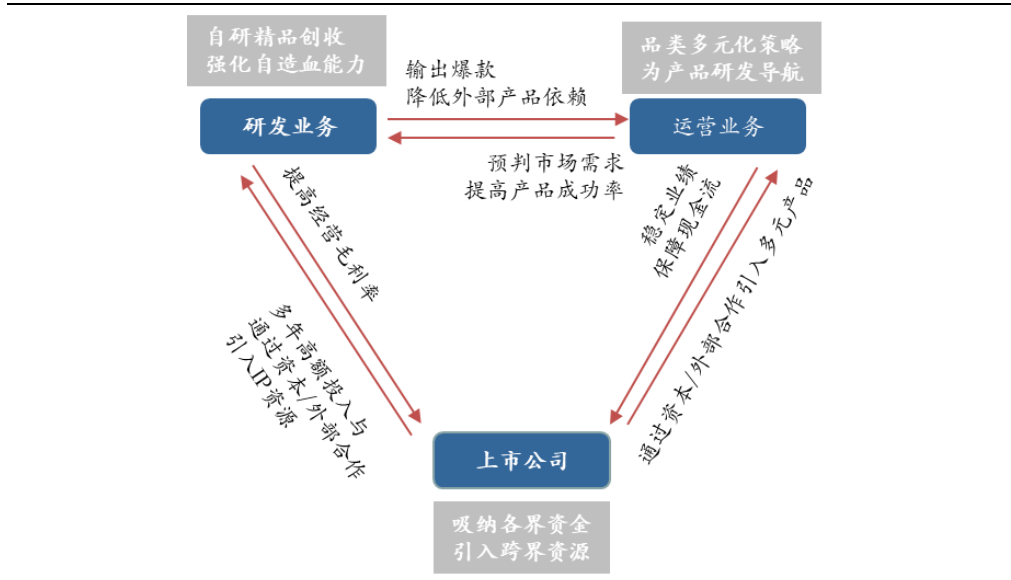 自研精品创收
强化自造血能力
品类多元化策略
为产品研发导航
输出爆款
降低外部产品依赖
研发业务
运营业务
预判市场需求
提高产品成功率
提高经营毛利率
稳定业绩
保障现金流
多年高额投入与
通过资本/外部合作
引入IP资源
通过资本/外部合作引入多元产品
上市公司
吸纳各界资金
引入跨界资源